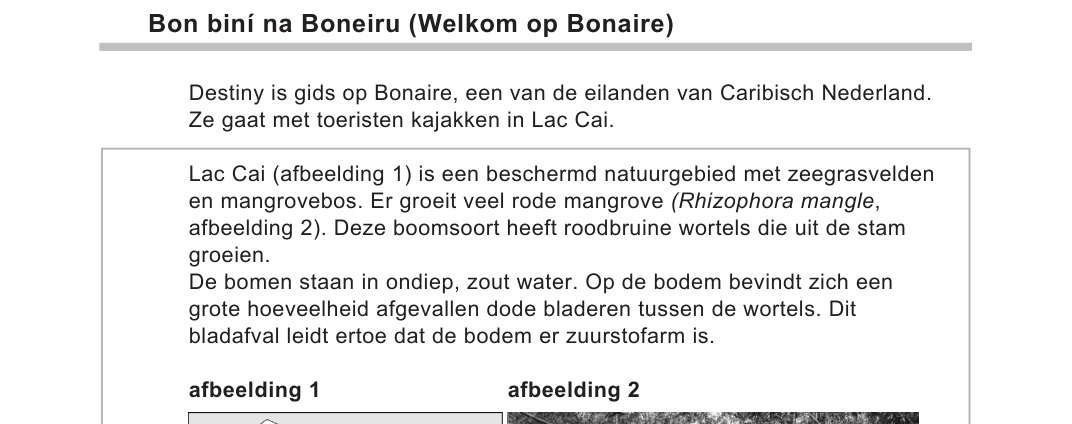 Bon biní na Boneiru (Welkom op Bonaire)
Destiny is gids op Bonaire, een van de eilanden van Caribisch Nederland.
Ze gaat met toeristen kajakken in Lac Cai.
Lac Cai (afbeelding 1) is een beschermd natuurgebied met zeegrasvelden
en mangrovebos. Er groeit veel rode mangrove (Rhizophora mangle,
afbeelding 2). Deze boomsoort heeft roodbruine wortels die uit de stam
groeien.
De bomen staan in ondiep, zout water. Op de bodem bevindt zich een
grote hoeveelheid afgevallen dode bladeren tussen de wortels. Dit
bladafval leidt ertoe dat de bodem er zuurstofarm is.
afbeelding 1 afbeelding 2